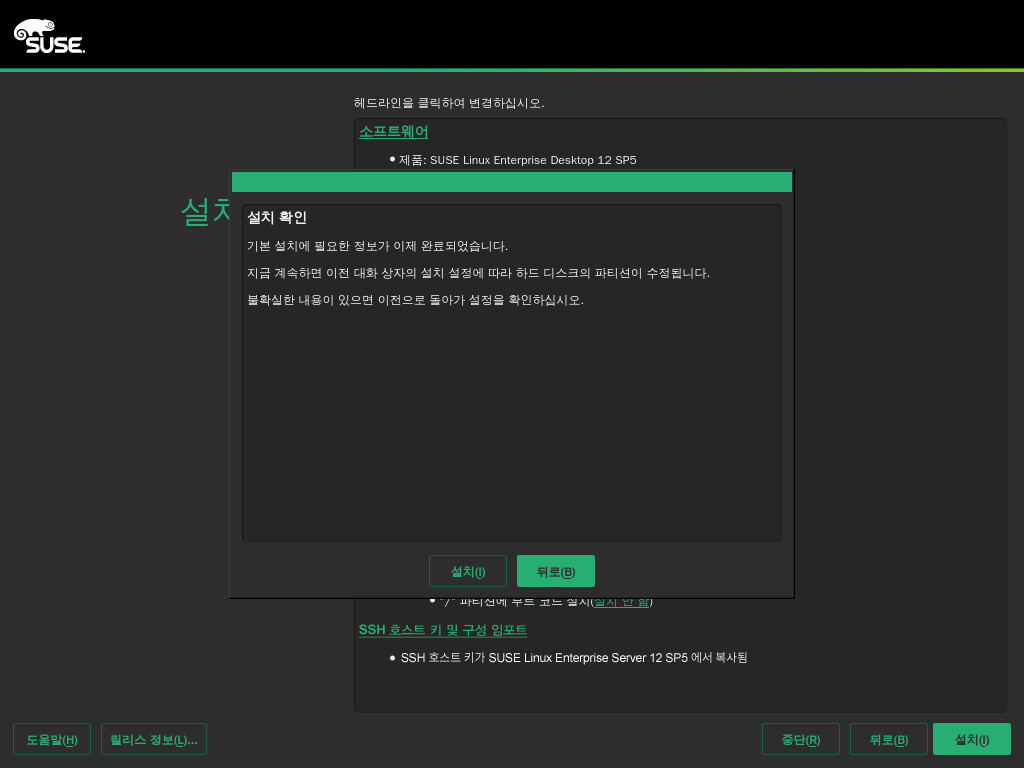 SUSE.
헤드라인을 클릭하여 변경하십시오.
소프트웨어
• 제품: SUSE Linux Enterprise Desktop 12 SP5
설치 확인
기본 설치에 필요한 정보가 이제 완료되었습니다.
지금 계속하면 이전 대화 상자의 설치 설정에 따라 하드 디스크의 파티션이 수정됩니다.
불확실한 내용이 있으면 이전으로 돌아가 설정을 확인하십시오.
설치(I) 뒤로(B)
• "/" 파티션에 부트 코드 설치(설치 안 함)
SSH 호스트 키 및 구성 임포트
• SSH 호스트 키가 SUSE Linux Enterprise Server 12 SP5 에서 복사됨
도움말(H) 릴리스 정보(L)... 중단(R) 뒤로(B) 설치(I)